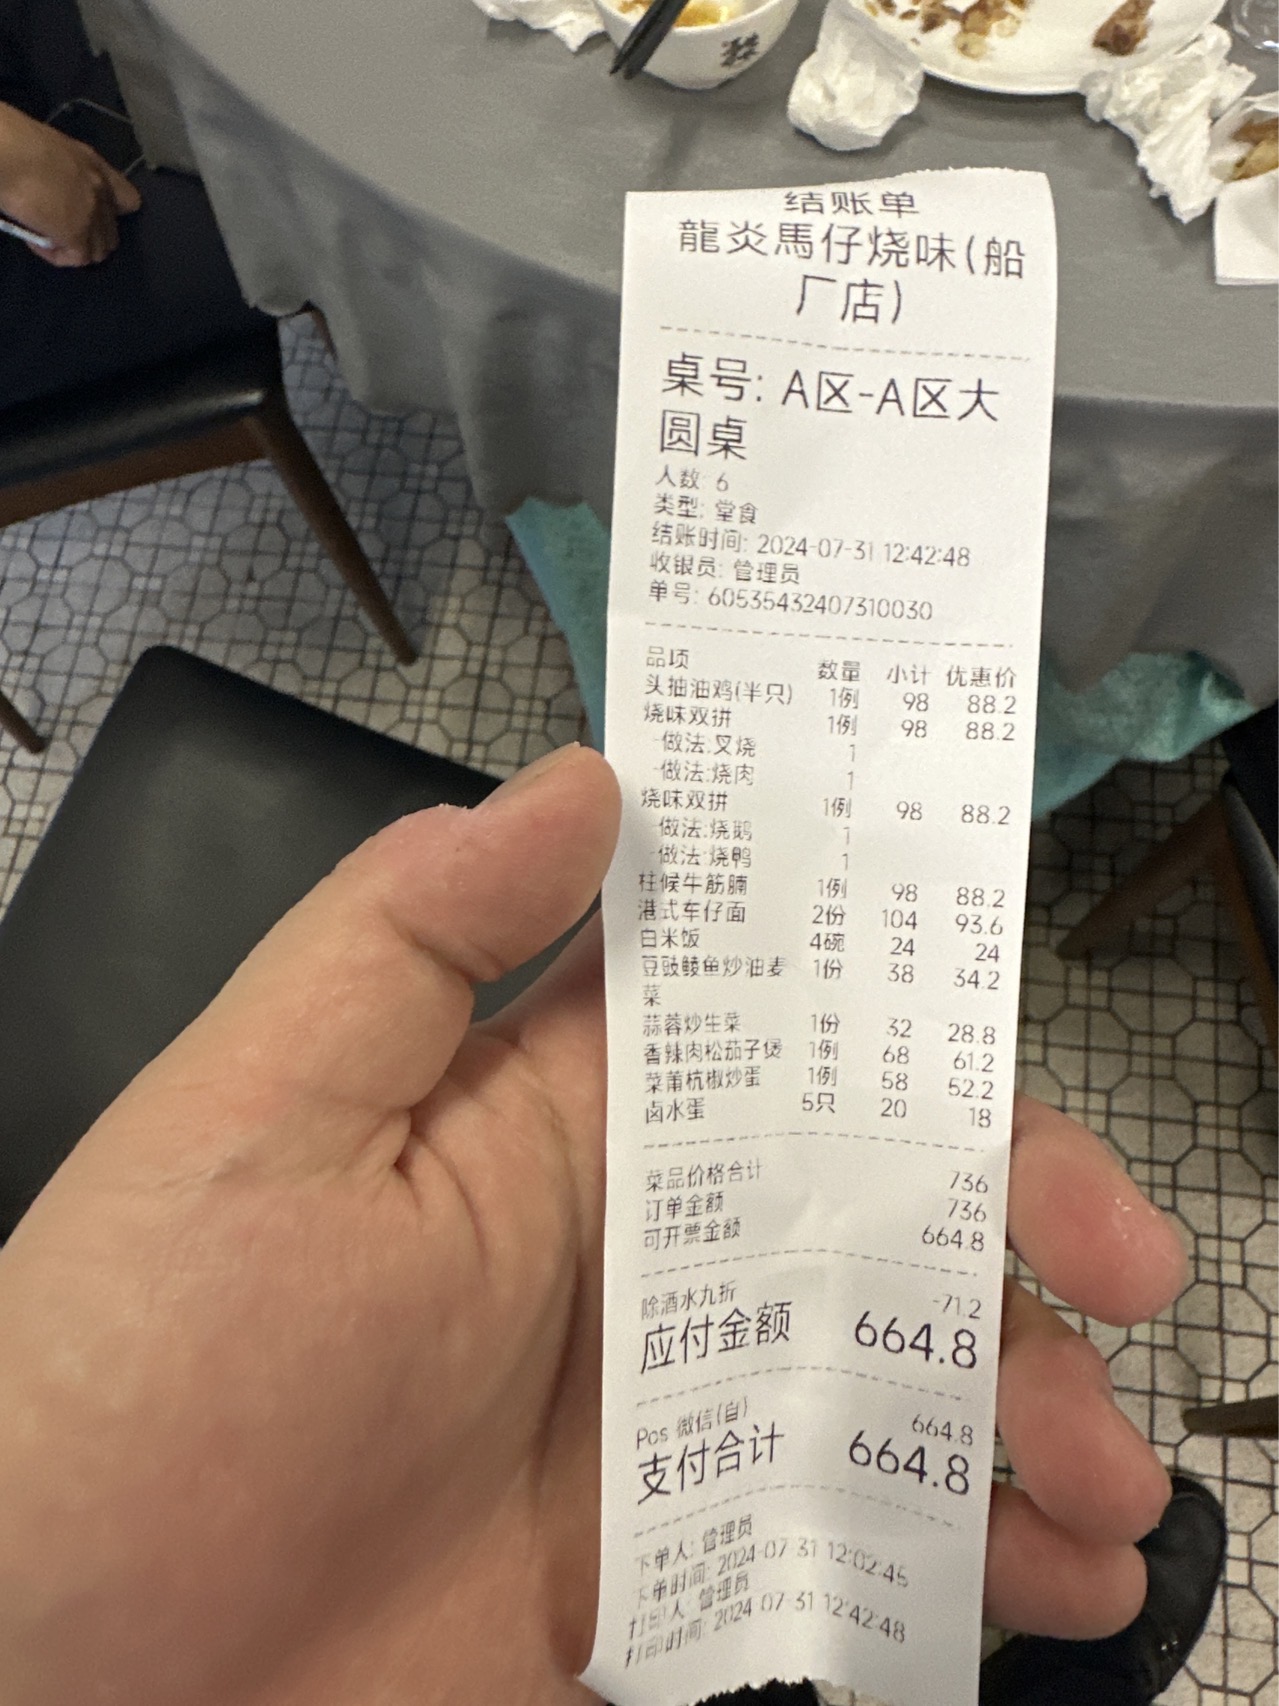 结账单
龍炎馬仔烧味(船
厂店)
桌号: A区-A区大
圆桌
人数: 6
类型: 堂食
结账时间: 2024-07-31 12:42:48
收银员: 管理员
单号: 60535432407310030
品项 数量 小计 优惠价
头抽油鸡(半只) 1例 98 88.2
烧味双拼 1例 98 88.2
-做法:叉烧 1
-做法:烧肉 1
烧味双拼 1例 98 88.2
-做法:烧鹅 1
-做法:烧鸭 1
柱候牛筋腩 1例 98 88.2
港式车仔面 2份 104 93.6
白米饭 4碗 24 24
豆豉鲮鱼炒油麦 1份 38 34.2
菜
蒜蓉炒生菜 1份 32 28.8
香辣肉松茄子煲 1例 68 61.2
菜莆杭椒炒蛋 1例 58 52.2
卤水蛋 5只 20 18
菜品价格合计 736
订单金额 736
可开票金额 664.8
除酒水九折 -71.2
应付金额 664.8
Pos 微信(自) 664.8
支付合计 664.8
下单人: 管理员
下单时间: 2024-07-31 12:02:45
打印人: 管理员
打印时间: 2024-07-31 12:42:48